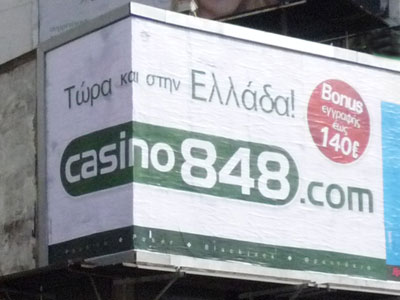 Τώρα και στην Ελλάδα!
Bonus
εγγραφής
έως
140€
casino848.com